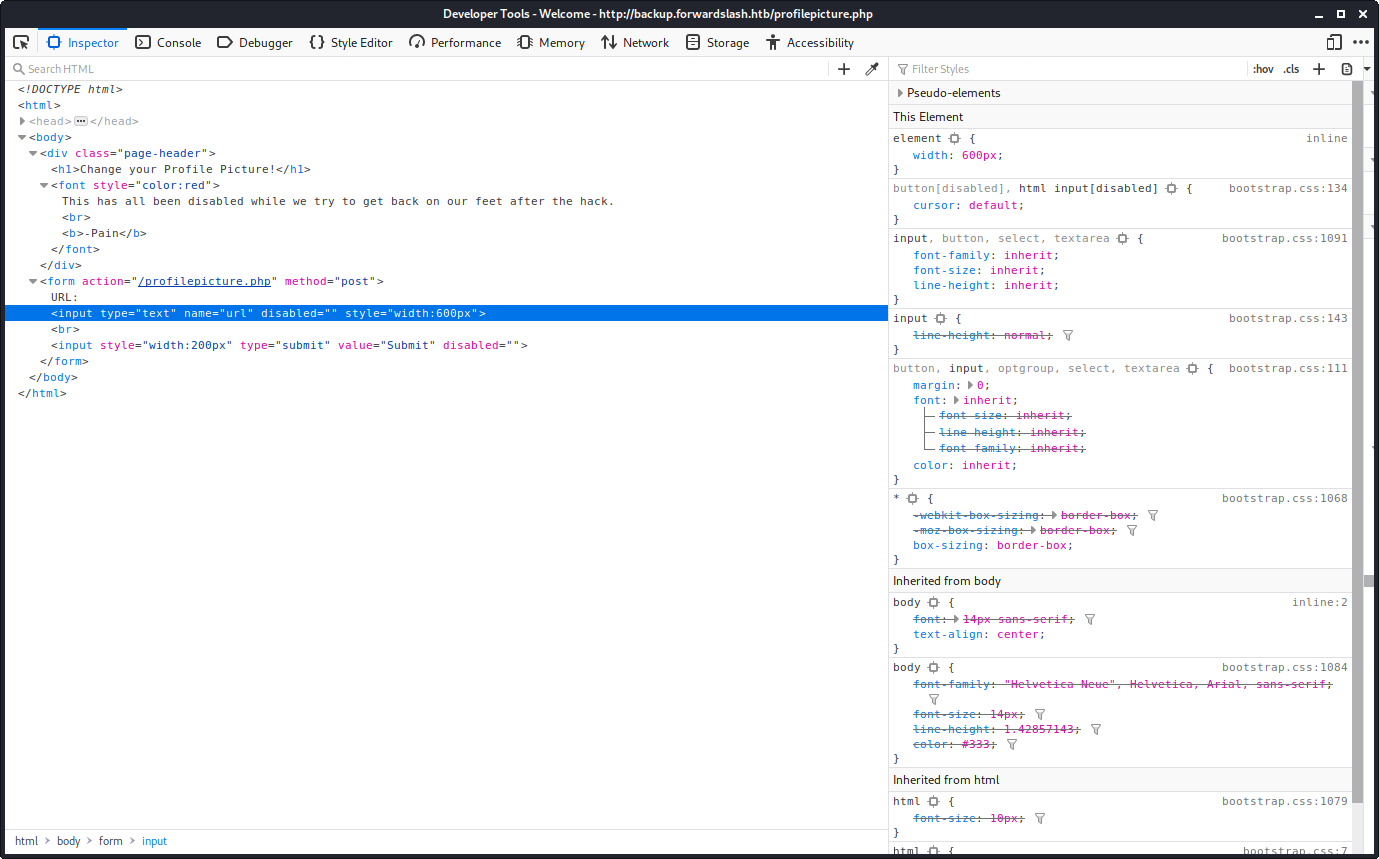 Developer Tools - Welcome - http://backup.forwardslash.htb/profilepicture.php
Inspector Console Debugger Style Editor Performance Memory Network Storage Accessibility
Search HTML
<!DOCTYPE html>
<html>
<head> ••• </head>
<body>
<div class="page-header">
<h1>Change your Profile Picture!</h1>
<font style="color:red">
This has all been disabled while we try to get back on our feet after the hack.
<br>
<b>-Pain</b>
</font>
</div>
<form action="/profilepicture.php" method="post">
URL:
<input type="text" name="url" disabled="" style="width:600px">
<br>
<input style="width:200px" type="submit" value="Submit" disabled="">
</form>
</body>
</html>
html > body > form > input
Filter Styles :hov .cls
Pseudo-elements
This Element
element { inline
width: 600px;
}
button[disabled], html input[disabled] { bootstrap.css:134
cursor: default;
}
input, button, select, textarea { bootstrap.css:1091
font-family: inherit;
font-size: inherit;
line-height: inherit;
}
input { bootstrap.css:143
line-height: normal;
}
button, input, optgroup, select, textarea { bootstrap.css:111
margin: 0;
font: inherit;
font-size: inherit;
line-height: inherit;
font-family: inherit;
color: inherit;
}
* { bootstrap.css:1068
-webkit-box-sizing: border-box;
-moz-box-sizing: border-box;
box-sizing: border-box;
}
Inherited from body
body { inline:2
font: 14px sans-serif;
text-align: center;
}
body { bootstrap.css:1084
font-family: "Helvetica Neue", Helvetica, Arial, sans-serif;
font-size: 14px;
line-height: 1.42857143;
color: #333;
}
Inherited from html
html { bootstrap.css:1079
font-size: 10px;
}
html { bootstrap.css:7